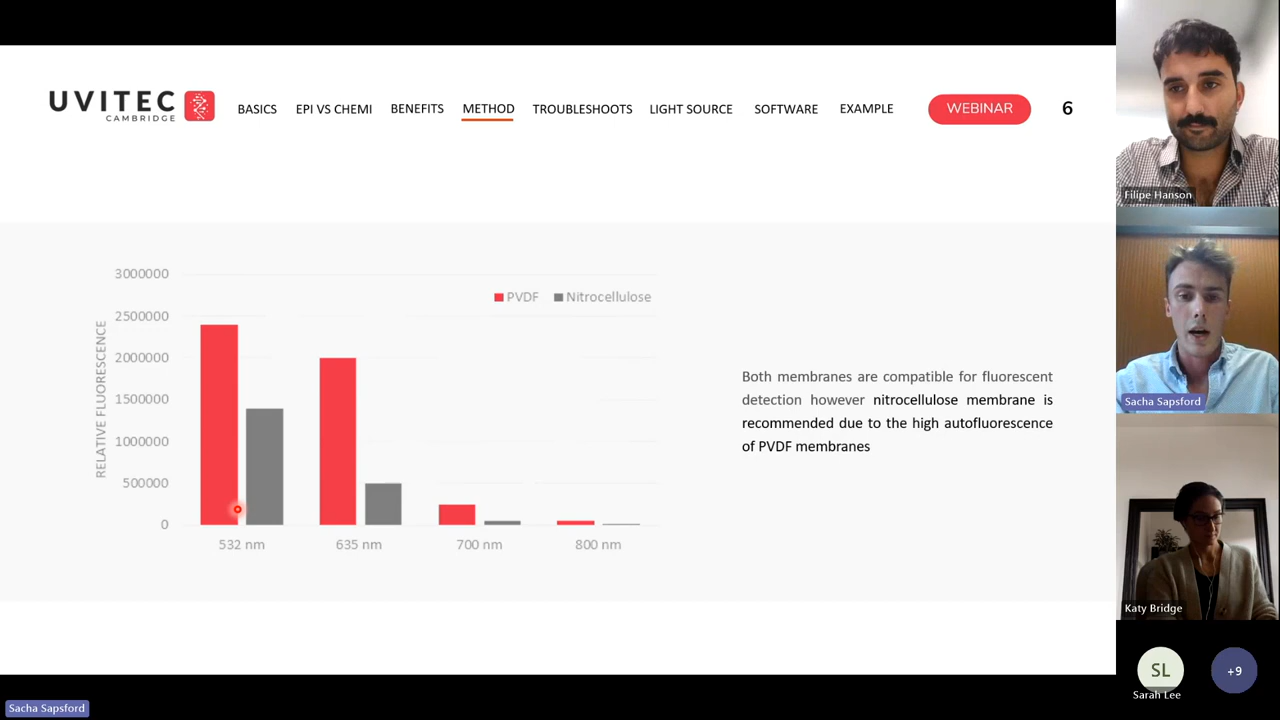 UVITEC
CAMBRIDGE
BASICS EPI VS CHEMI BENEFITS METHOD TROUBLESHOOTS LIGHT SOURCE SOFTWARE EXAMPLE WEBINAR 6
PVDF Nitrocellulose
RELATIVE FLUORESCENCE
3000000
2500000
2000000
1500000
1000000
500000
0
532 nm 635 nm 700 nm 800 nm
Both membranes are compatible for fluorescent
detection however nitrocellulose membrane is
recommended due to the high autofluorescence
of PVDF membranes
Filipe Hanson
Sacha Sapsford
Katy Bridge
SL
Sarah Lee
+9
Sacha Sapsford